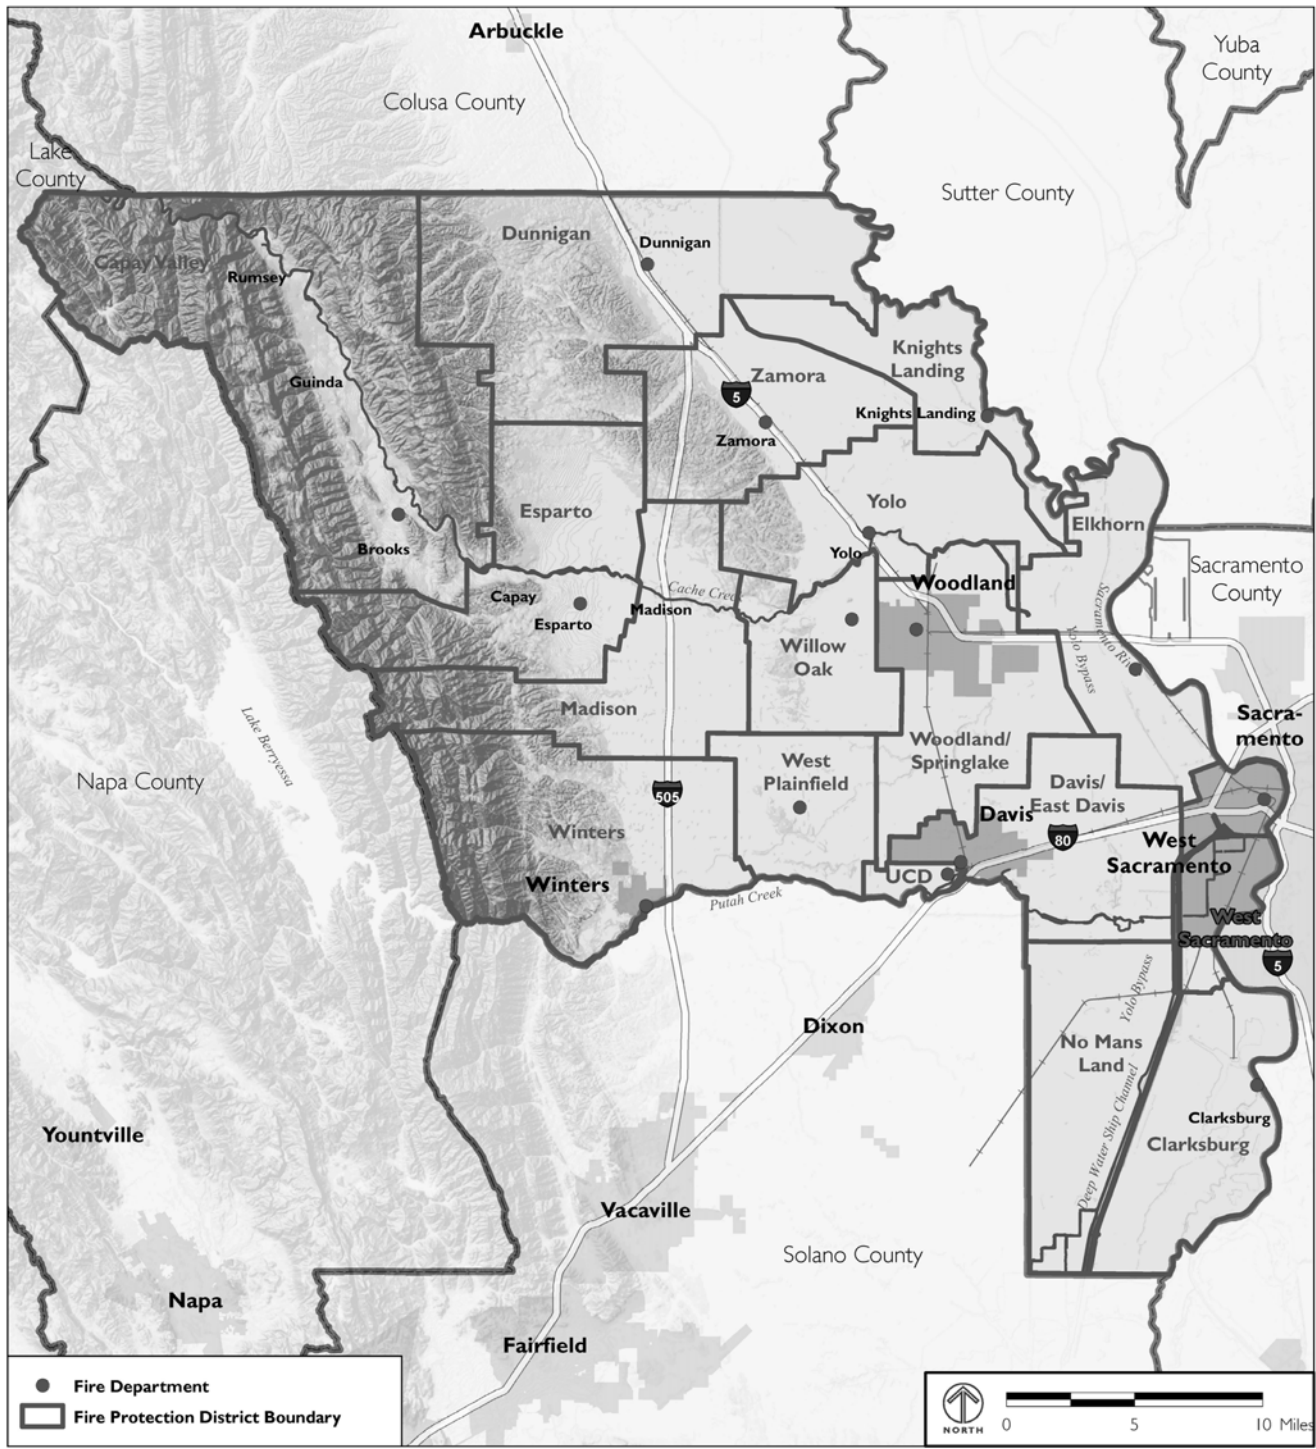 Arbuckle
Yuba
County
Colusa County
Lake
County
Sutter County
Dunnigan
Dunnigan
Capay Valley
Rumsey
Knights
Landing
Zamora
Guinda
5
Knights Landing
Zamora
Yolo
Esparto
Elkhorn
Brooks
Yolo
Woodland
Sacramento
County
Cache Creek
Capay
Madison
Esparto
Sacramento Riv
Yolo Bypass
Willow
Oak
Madison
Lake Berryessa
Sacra-
mento
Woodland/
Springlake
West
Plainfield
Napa County
Davis/
East Davis
505
Davis
Winters
80
West
Sacramento
UCD
Winters
Putah Creek
West
Sacramento
5
Yolo Bypass
Dixon
No Mans
Land
Deep Water Ship Channel
Clarksburg
Clarksburg
Yountville
Vacaville
Solano County
Napa
Fairfield
Fire Department
Fire Protection District Boundary
NORTH
0 5 10 Miles